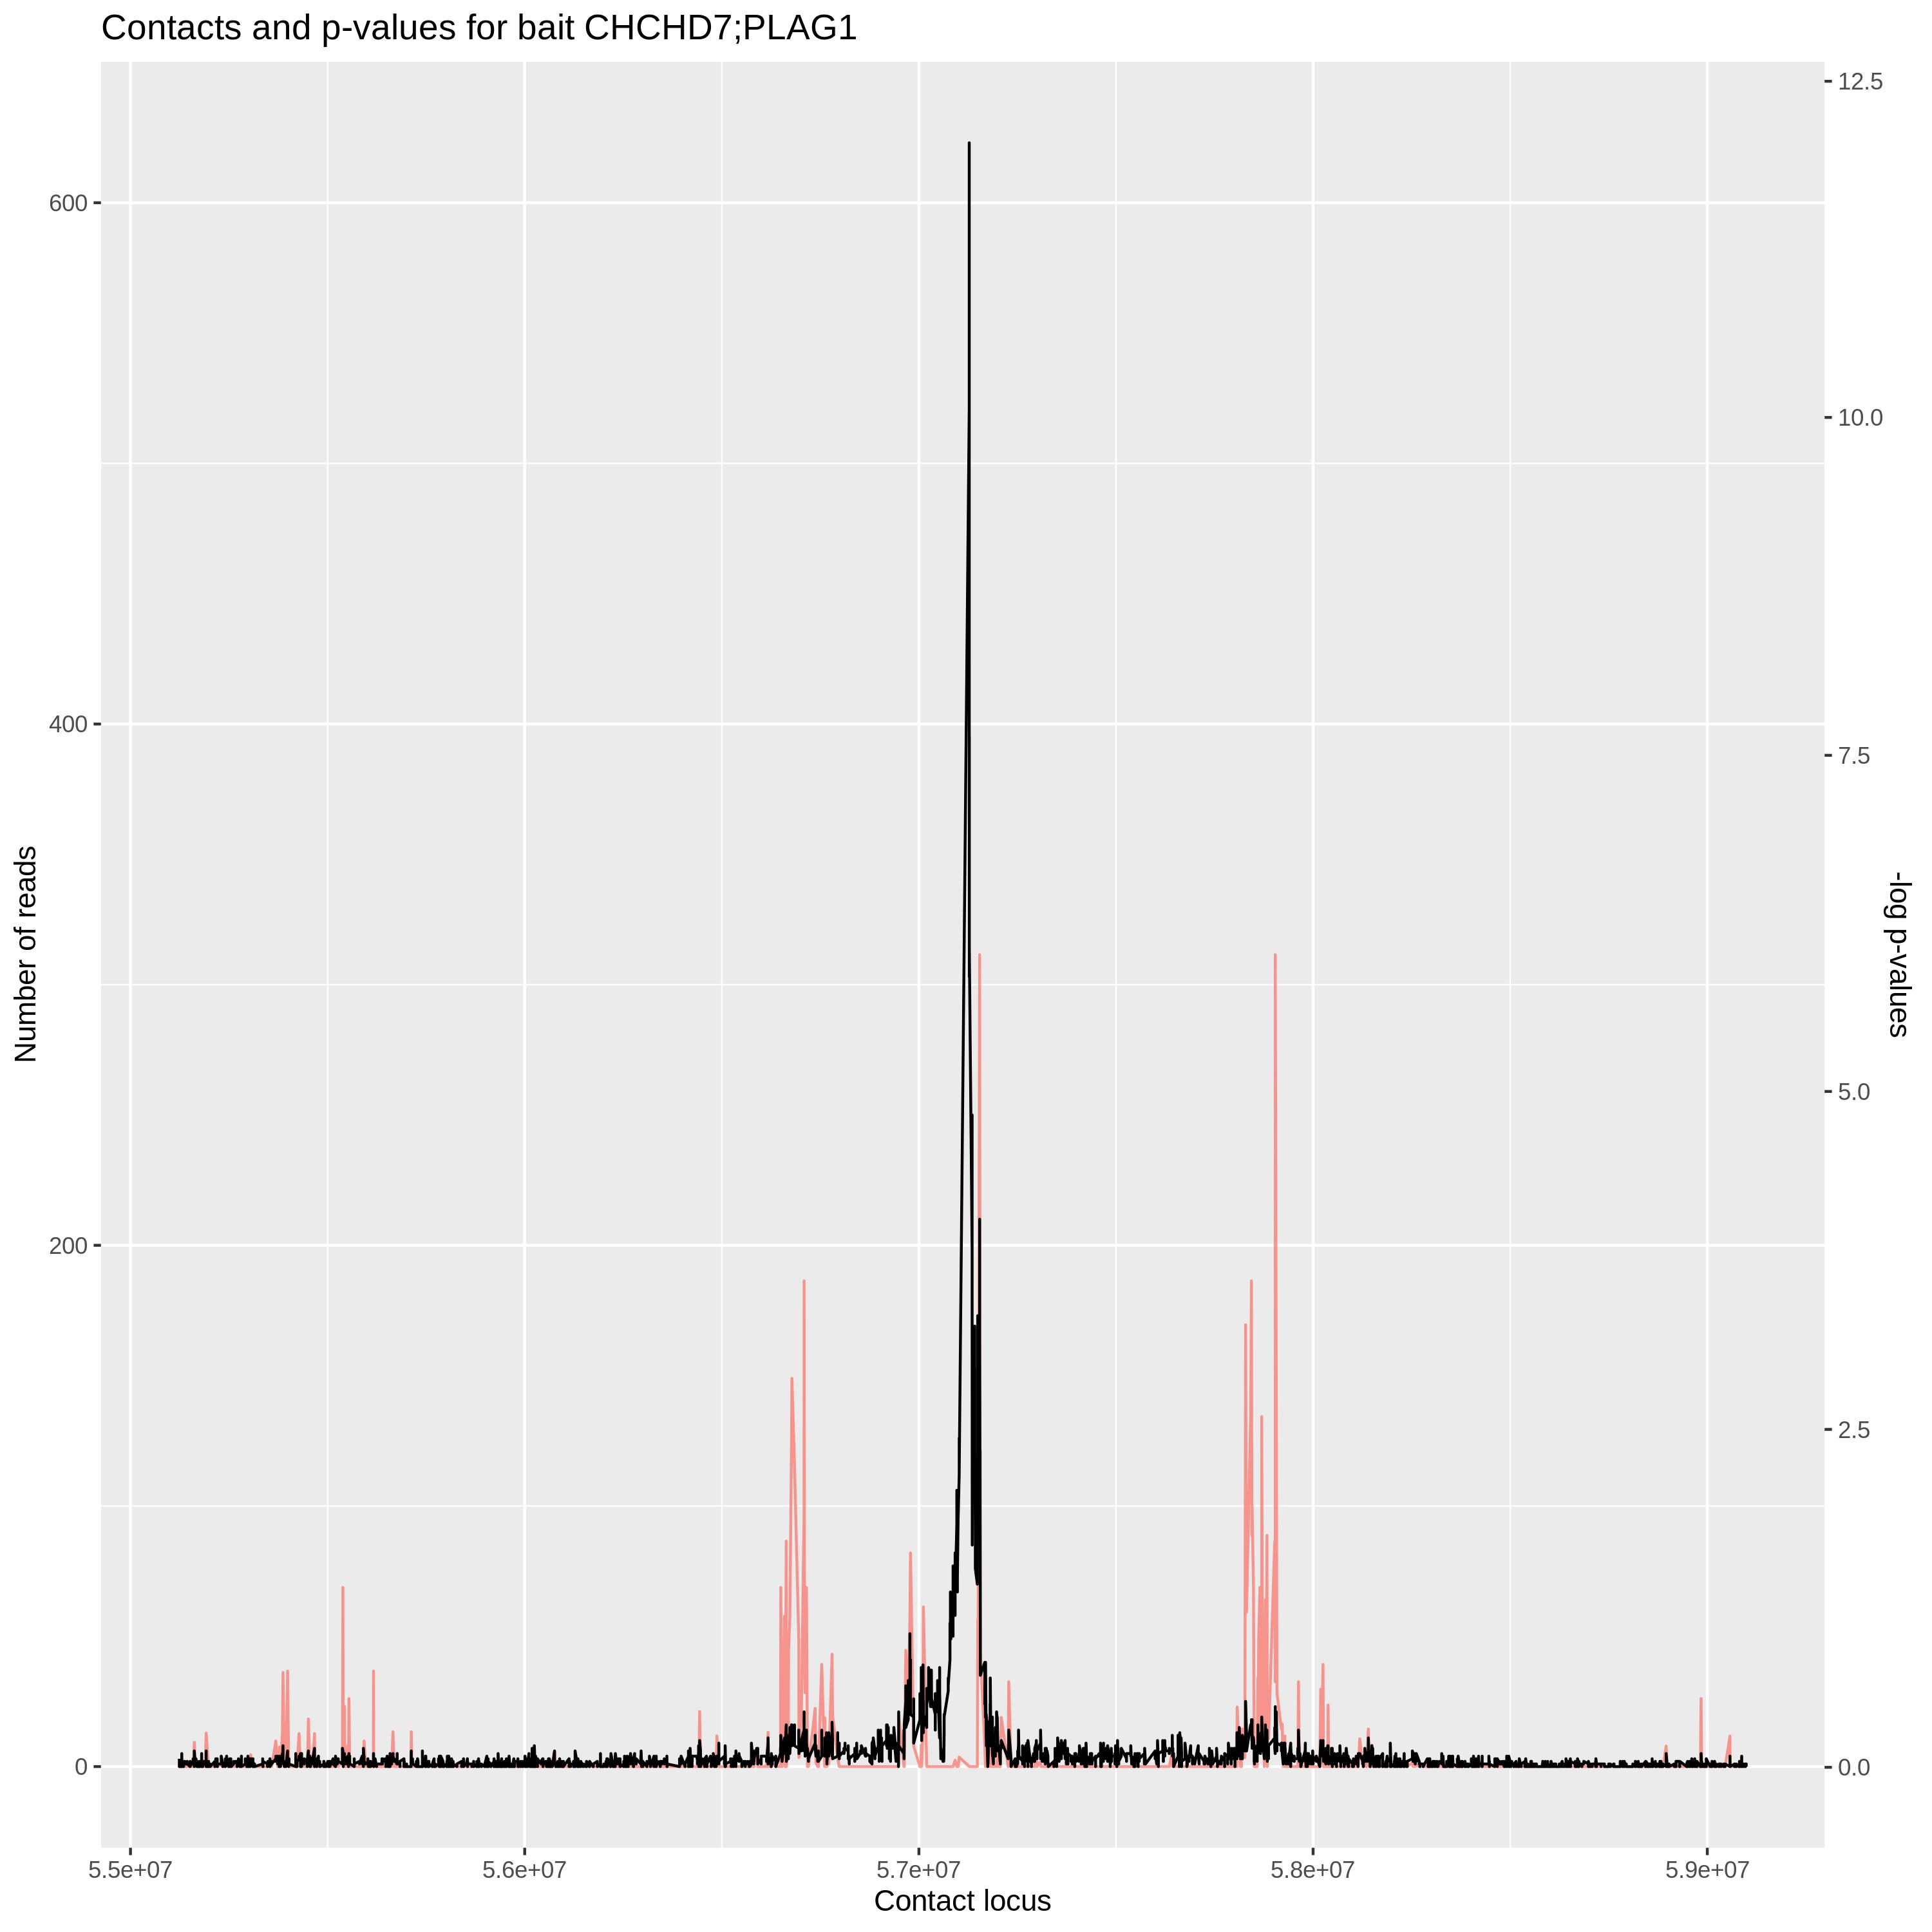 Contacts and p-values for bait CHCHD7;PLAG1
12.5
600
10.0
400
7.5
Number of reads
-log p-values
5.0
200
2.5
0
0.0
5.5e+07
5.6e+07
5.7e+07
5.8e+07
5.9e+07
Contact locus